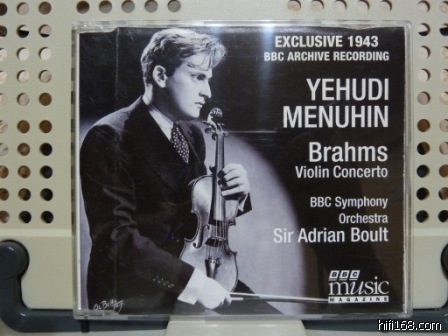 EXCLUSIVE 1943
BBC ARCHIVE RECORDING
YEHUDI
MENUHIN
Brahms
Violin Concerto
BBC Symphony
Orchestra
Sir Adrian Boult
BBC
music
MAGAZINE
hifi168.com